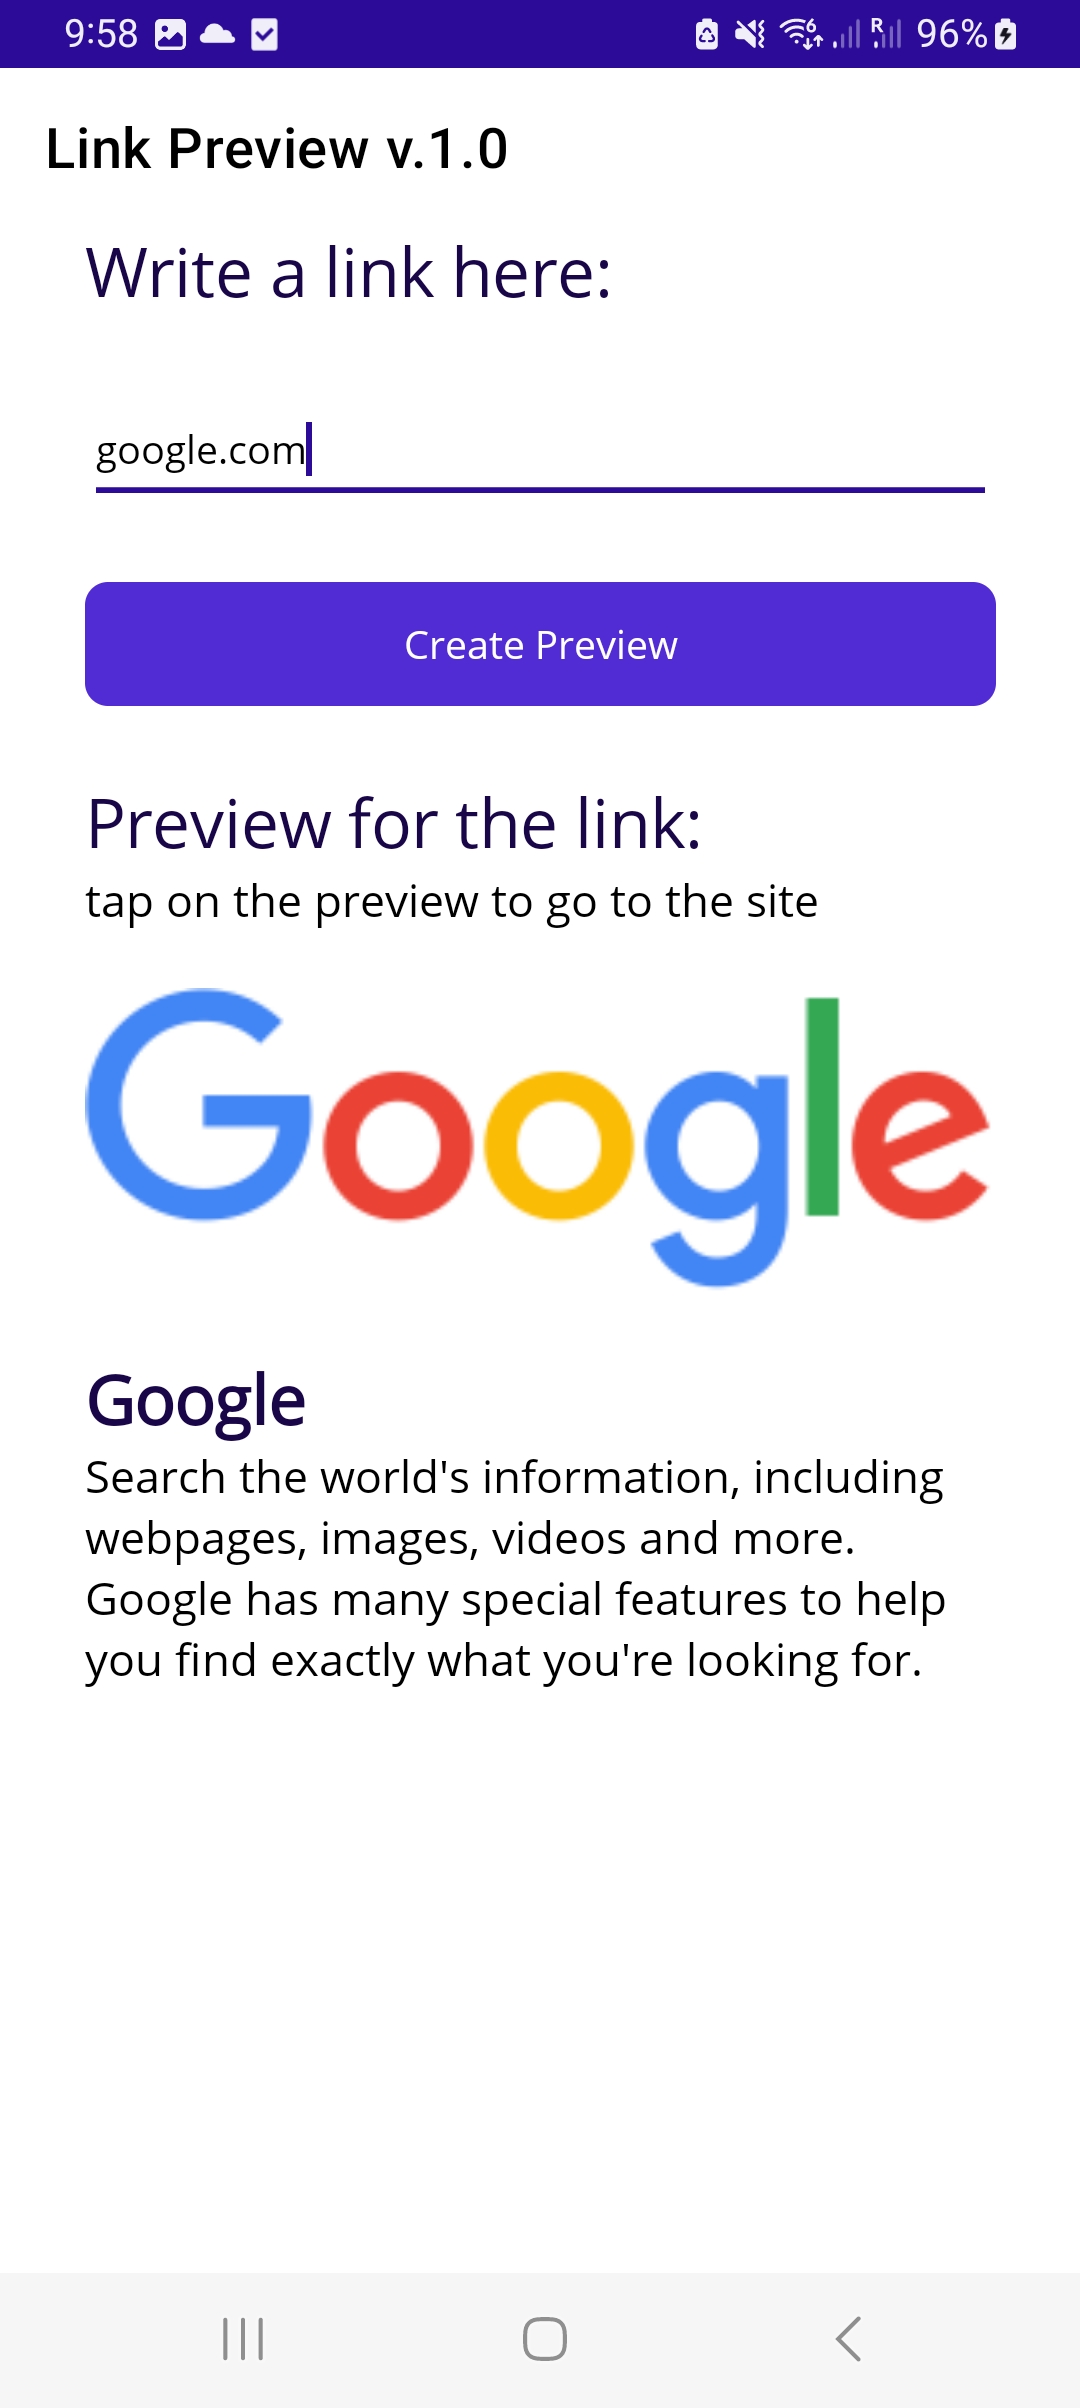 9:58 6 R 96%
Link Preview v.1.0
Write a link here:
google.com
Create Preview
Preview for the link:
tap on the preview to go to the site
Google
Google
Search the world's information, including
webpages, images, videos and more.
Google has many special features to help
you find exactly what you're looking for.